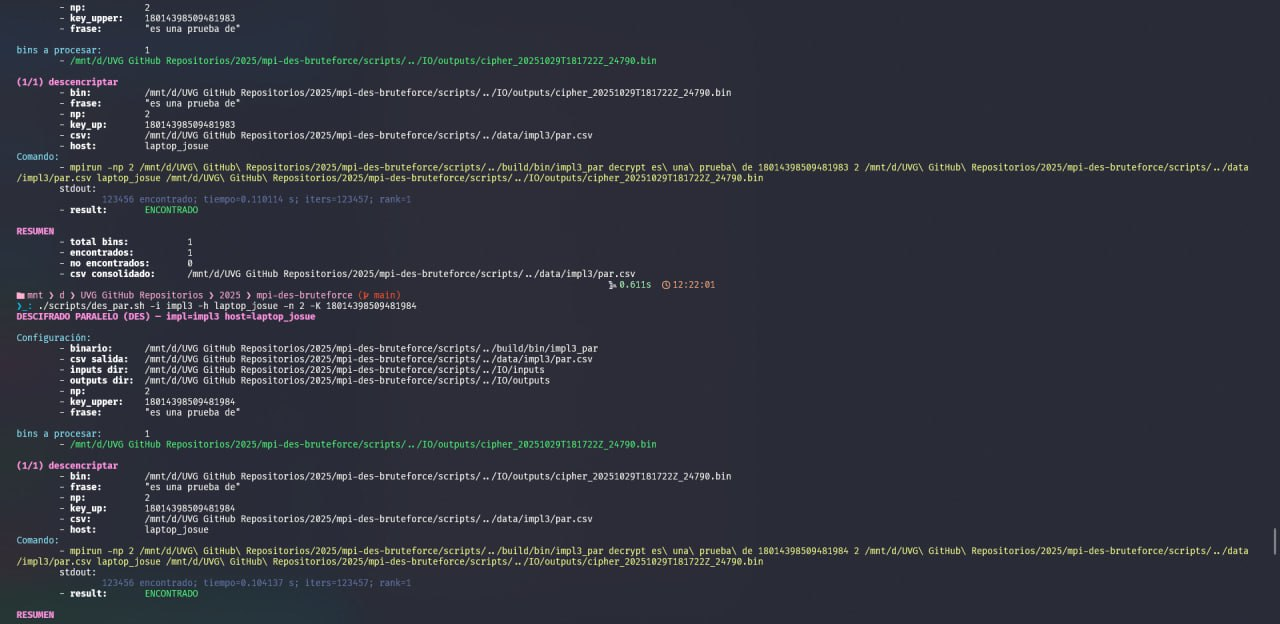 - np: 2
- key_upper: 18014398509481983
- frase: "es una prueba de"
bins a procesar: 1
- /mnt/d/UVG GitHub Repositorios/2025/mpi-des-bruteforce/scripts/../IO/outputs/cipher_20251029T181722Z_24790.bin
(1/1) descencriptar
- bin: /mnt/d/UVG GitHub Repositorios/2025/mpi-des-bruteforce/scripts/../IO/outputs/cipher_20251029T181722Z_24790.bin
- frase: "es una prueba de"
- np: 2
- key_up: 18014398509481983
- csv: /mnt/d/UVG GitHub Repositorios/2025/mpi-des-bruteforce/scripts/../data/impl3/par.csv
- host: laptop_josue
Comando:
- mpirun -np 2 /mnt/d/UVG\ GitHub\ Repositorios/2025/mpi-des-bruteforce/scripts/../build/bin/impl3_par decrypt es\ una\ prueba\ de 18014398509481983 2 /mnt/d/UVG\ GitHub\ Repositorios/2025/mpi-des-bruteforce/scripts/../data
/impl3/par.csv laptop_josue /mnt/d/UVG\ GitHub\ Repositorios/2025/mpi-des-bruteforce/scripts/../IO/outputs/cipher_20251029T181722Z_24790.bin
stdout:
123456 encontrado; tiempo=0.110114 s; iters=123457; rank=1
- result: ENCONTRADO
RESUMEN
- total bins: 1
- encontrados: 1
- no encontrados: 0
- csv consolidado: /mnt/d/UVG GitHub Repositorios/2025/mpi-des-bruteforce/scripts/../data/impl3/par.csv
0.611s 12:22:01
mnt ❯ d ❯ UVG GitHub Repositorios ❯ 2025 ❯ mpi-des-bruteforce ( main)
❯_: ./scripts/des_par.sh -i impl3 -h laptop_josue -n 2 -K 18014398509481984
DESCIFRADO PARALELO (DES) — impl=impl3 host=laptop_josue
Configuración:
- binario: /mnt/d/UVG GitHub Repositorios/2025/mpi-des-bruteforce/scripts/../build/bin/impl3_par
- csv salida: /mnt/d/UVG GitHub Repositorios/2025/mpi-des-bruteforce/scripts/../data/impl3/par.csv
- inputs dir: /mnt/d/UVG GitHub Repositorios/2025/mpi-des-bruteforce/scripts/../IO/inputs
- outputs dir: /mnt/d/UVG GitHub Repositorios/2025/mpi-des-bruteforce/scripts/../IO/outputs
- np: 2
- key_upper: 18014398509481984
- frase: "es una prueba de"
bins a procesar: 1
- /mnt/d/UVG GitHub Repositorios/2025/mpi-des-bruteforce/scripts/../IO/outputs/cipher_20251029T181722Z_24790.bin
(1/1) descencriptar
- bin: /mnt/d/UVG GitHub Repositorios/2025/mpi-des-bruteforce/scripts/../IO/outputs/cipher_20251029T181722Z_24790.bin
- frase: "es una prueba de"
- np: 2
- key_up: 18014398509481984
- csv: /mnt/d/UVG GitHub Repositorios/2025/mpi-des-bruteforce/scripts/../data/impl3/par.csv
- host: laptop_josue
Comando:
- mpirun -np 2 /mnt/d/UVG\ GitHub\ Repositorios/2025/mpi-des-bruteforce/scripts/../build/bin/impl3_par decrypt es\ una\ prueba\ de 18014398509481984 2 /mnt/d/UVG\ GitHub\ Repositorios/2025/mpi-des-bruteforce/scripts/../data
/impl3/par.csv laptop_josue /mnt/d/UVG\ GitHub\ Repositorios/2025/mpi-des-bruteforce/scripts/../IO/outputs/cipher_20251029T181722Z_24790.bin
stdout:
123456 encontrado; tiempo=0.104137 s; iters=123457; rank=1
- result: ENCONTRADO
RESUMEN